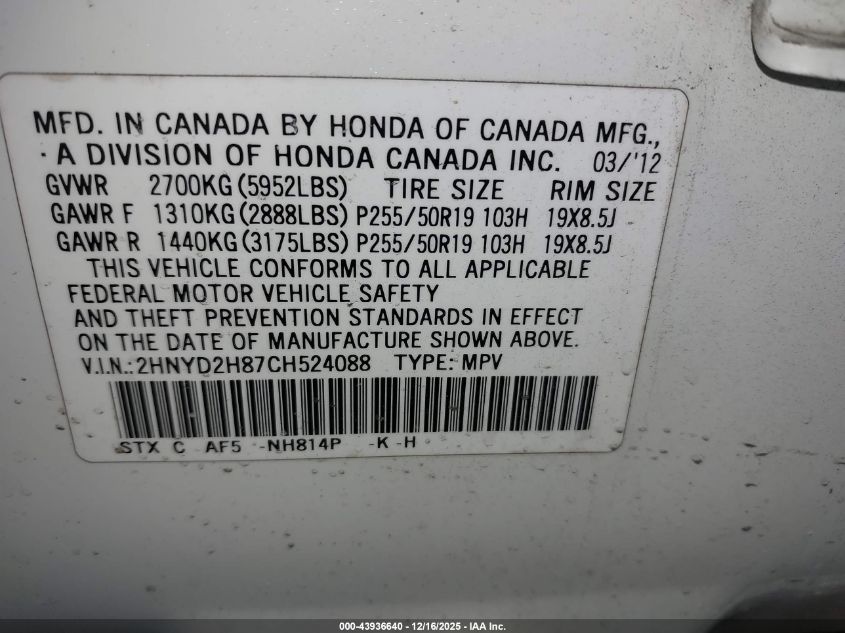 MFD. IN CANADA BY HONDA OF CANADA MFG.,
· A DIVISION OF HONDA CANADA INC. 03/'12
GVWR 2700KG(5952LBS) TIRE SIZE RIM SIZE
GAWR F 1310KG(2888LBS) P255/50R19 103H 19X8.5J
GAWR R 1440KG(3175LBS) P255/50R19 103H 19X8.5J
THIS VEHICLE CONFORMS TO ALL APPLICABLE
FEDERAL MOTOR VEHICLE SAFETY
AND THEFT PREVENTION STANDARDS IN EFFECT
ON THE DATE OF MANUFACTURE SHOWN ABOVE.
V.I.N.:2HNYD2H87CH524088 TYPE: MPV
STX C AF5 -NH814P -K -H
000-43936640 - 12/16/2025 - IAA Inc.